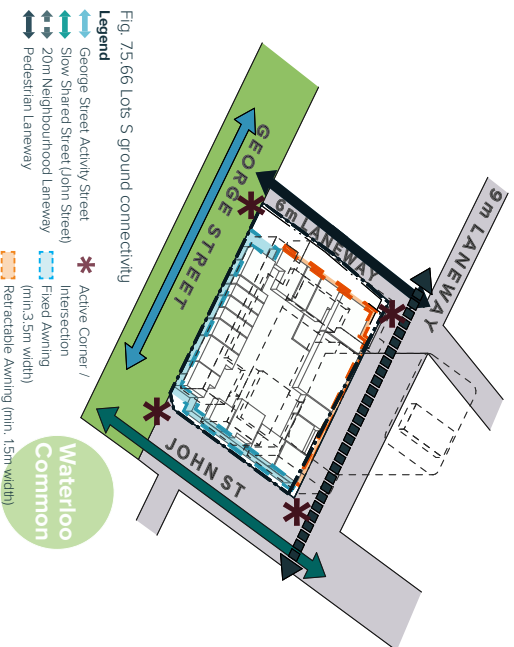 Fig. 7.5.66 Lots S ground connectivity
Legend
George Street Activity Street
Slow Shared Street (John Street)
20m Neighbourhood Laneway
Pedestrian Laneway
Active Corner /
Intersection
Fixed Awning
(min.3.5m width)
Retractable Awning (min. 1.5m width)
GEORGE STREET
6m LANEWAY
9m LANEWAY
JOHN ST
Waterloo
Common